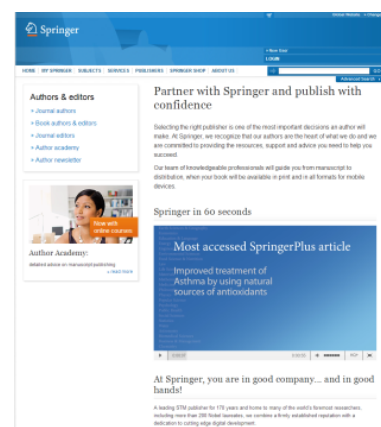 Global Website
Change
Springer
New User
LOGIN
HOME MY SPRINGER SUBJECTS SERVICES PUBLISHERS SPRINGER SHOP ABOUT US
GO
Advanced Search
Authors & editors
Journal authors
Book authors & editors
Journal editors
Author academy
Author newsletter
Now with
online courses
Author Academy:
detailed advice on manuscript publishing
read more
Partner with Springer and publish with
confidence
Selecting the right publisher is one of the most important decisions an author will
make. At Springer, we recognize that our authors are the heart of what we do and we
are committed to providing the resources, support and advice you need to help you
succeed.
Our team of knowledgeable professionals will guide you from manuscript to
distribution, when your book will be available in print and in all formats for mobile
devices.
Springer in 60 seconds
Most accessed SpringerPlus article
Improved treatment of
Asthma by using natural
sources of antioxidants
At Springer, you are in good company... and in good
hands!
A leading STM publisher for 170 years and home to many of the world's foremost researchers,
including more than 200 Nobel laureates, we combine a firmly established reputation with a
dedication to cutting edge digital development.